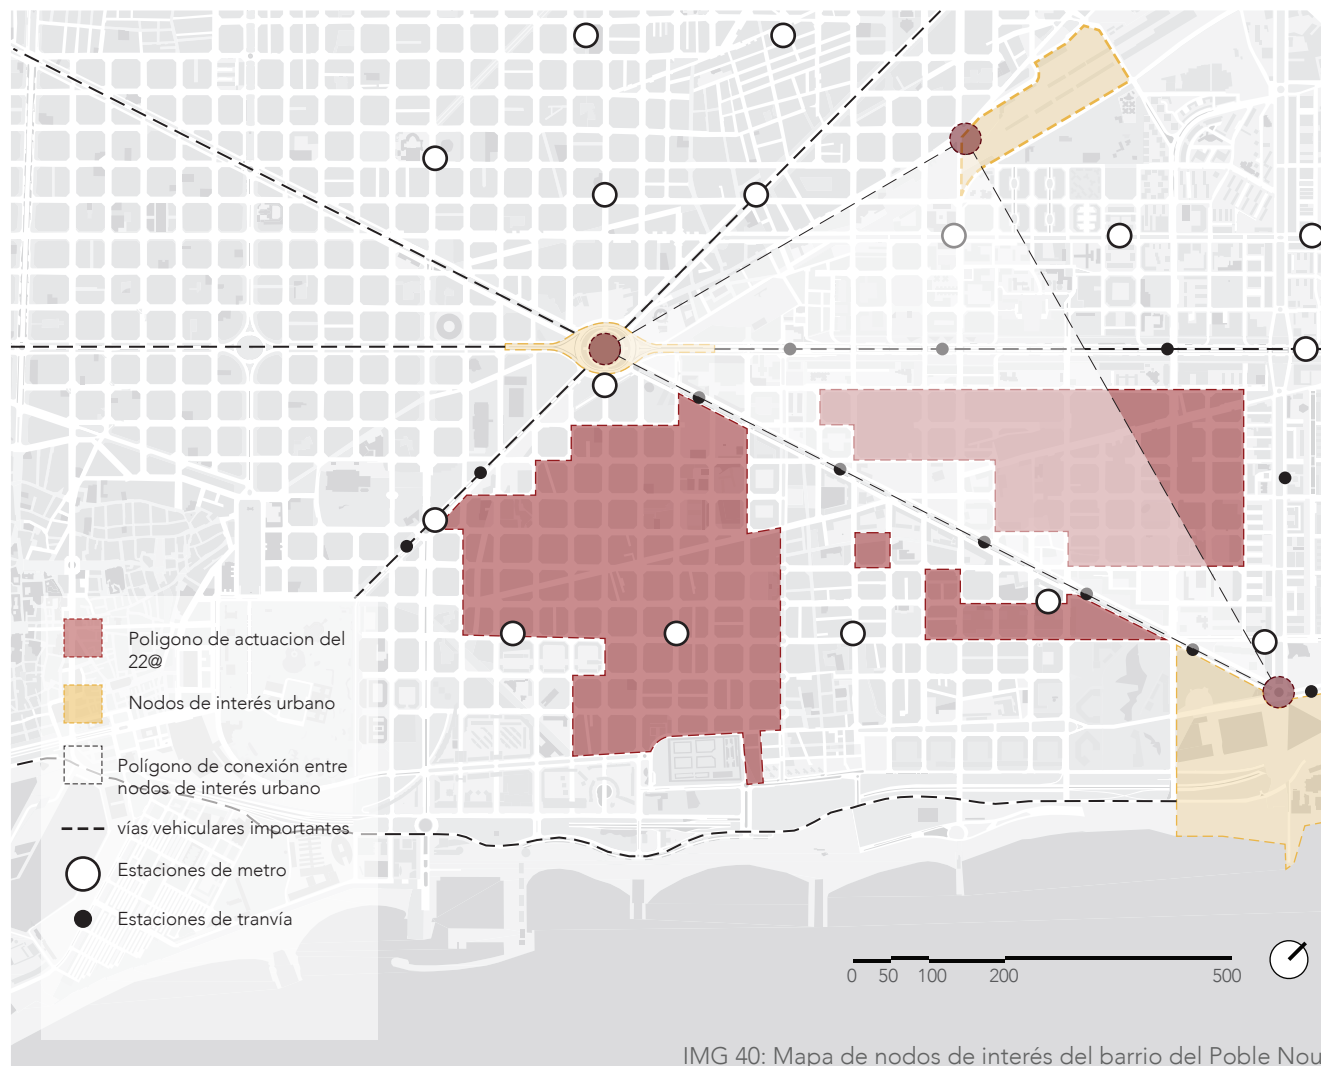 Poligono de actuacion del
22@
Nodos de interés urbano
Polígono de conexión entre
nodos de interés urbano
vías vehiculares importantes
Estaciones de metro
Estaciones de tranvía
0 50 100 200 500
IMG 40: Mapa de nodos de interés del barrio del Poble Nou